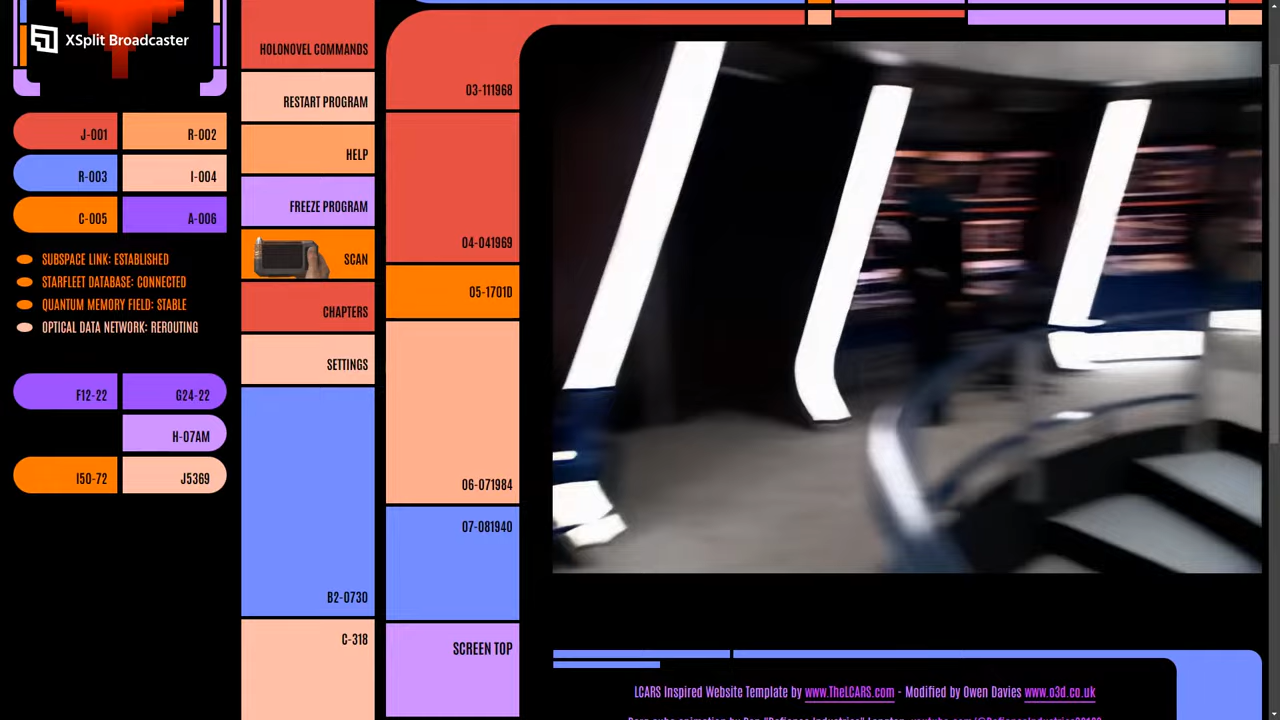 XSplit Broadcaster
J-001
R-002
R-003
I-004
C-005
A-006
SUBSPACE LINK: ESTABLISHED
STARFLEET DATABASE: CONNECTED
QUANTUM MEMORY FIELD: STABLE
OPTICAL DATA NETWORK: REROUTING
F12-22
G24-22
H-07AM
I50-72
J5369
HOLONOVEL COMMANDS
RESTART PROGRAM
HELP
FREEZE PROGRAM
SCAN
CHAPTERS
SETTINGS
B2-0730
C-318
03-111968
04-041969
05-1701D
06-071984
07-081940
SCREEN TOP
LCARS Inspired Website Template by www.TheLCARS.com - Modified by Owen Davies www.o3d.co.uk